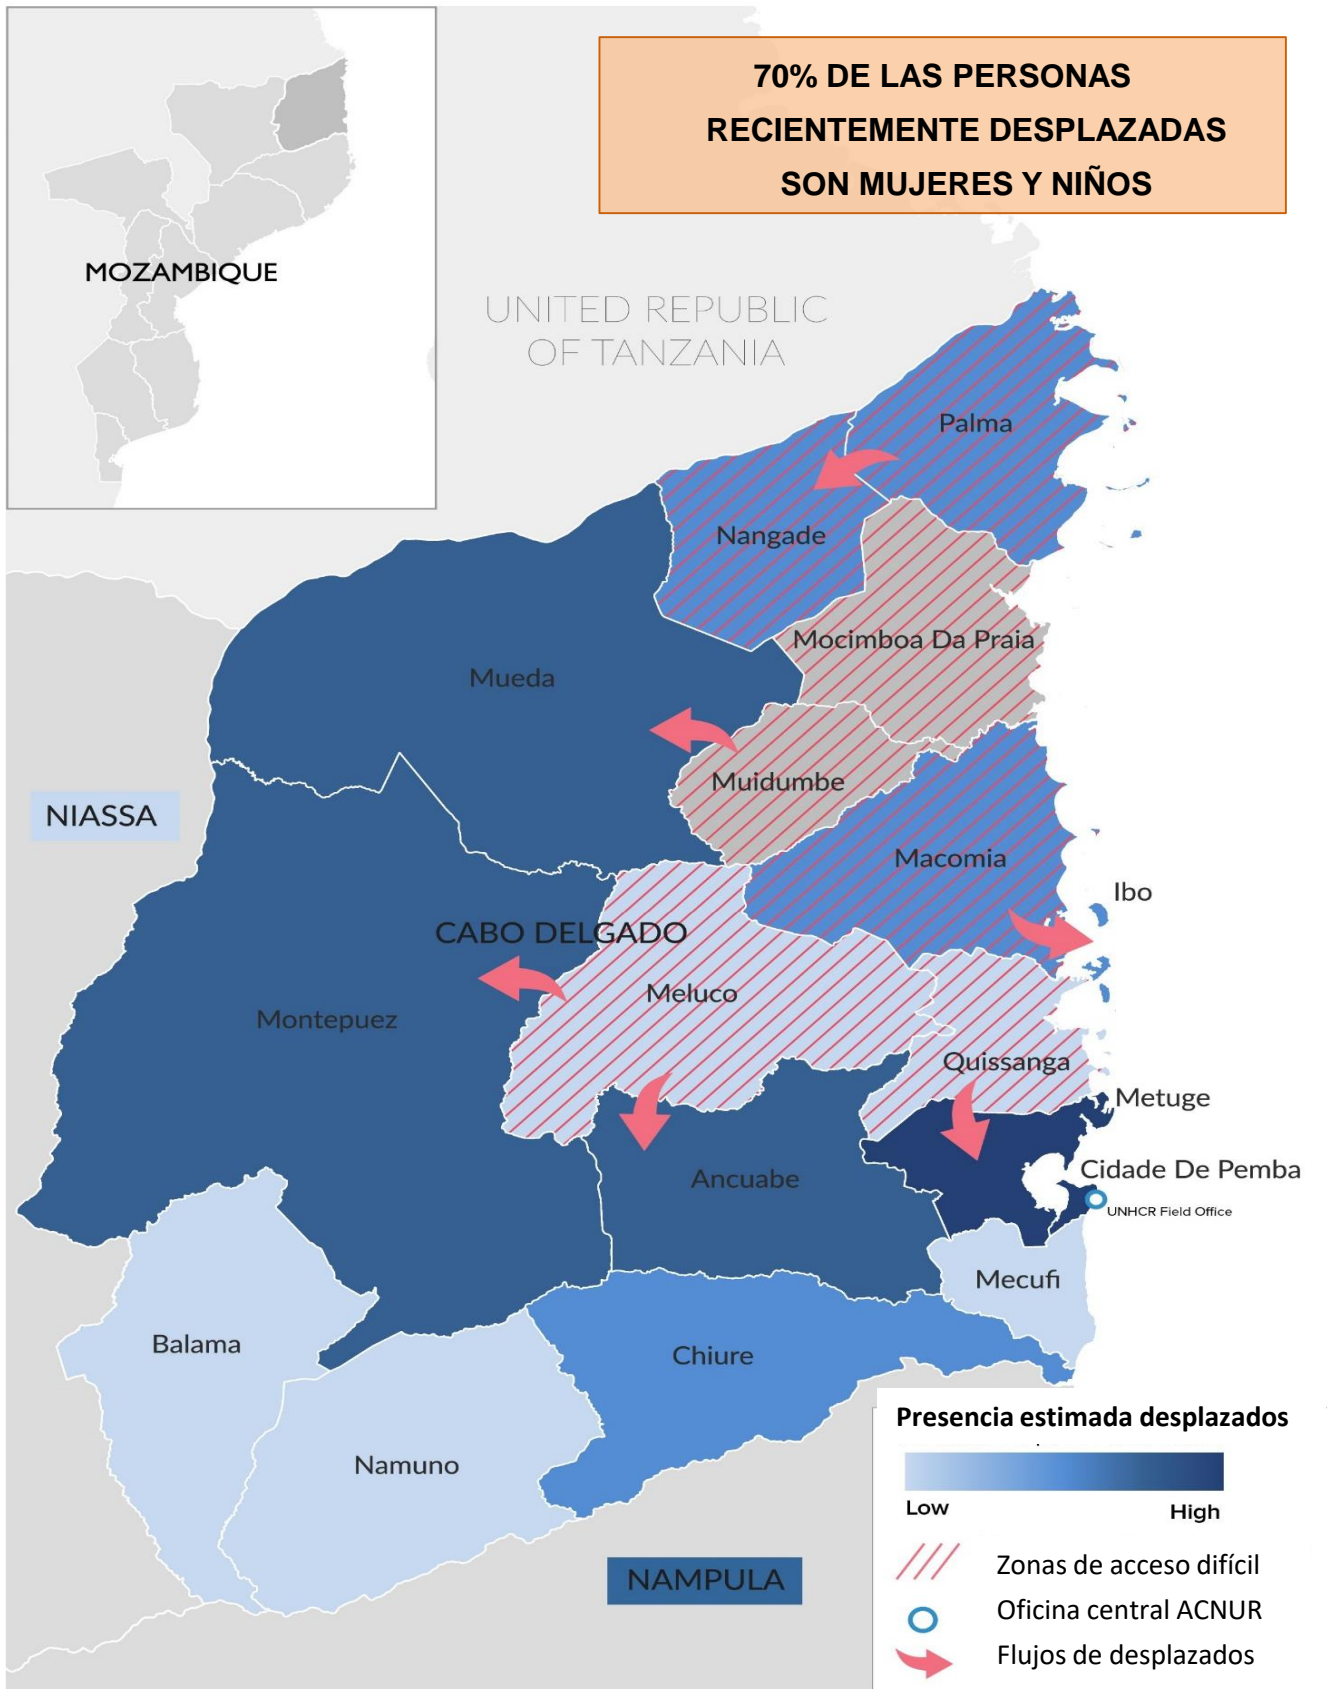 70% DE LAS PERSONAS
RECIENTEMENTE DESPLAZADAS
SON MUJERES Y NIÑOS
MOZAMBIQUE
UNITED REPUBLIC
OF TANZANIA
Palma
Nangade
Mocimboa Da Praia
Mueda
Muidumbe
NIASSA
Macomia
Ibo
CABO DELGADO
Meluco
Montepuez
Quissanga
Metuge
Cidade De Pemba
Ancuabe
UNHCR Field Office
Mecufi
Balama
Chiure
Namuno
NAMPULA
Presencia estimada desplazados
Low High
Zonas de acceso difícil
Oficina central ACNUR
Flujos de desplazados